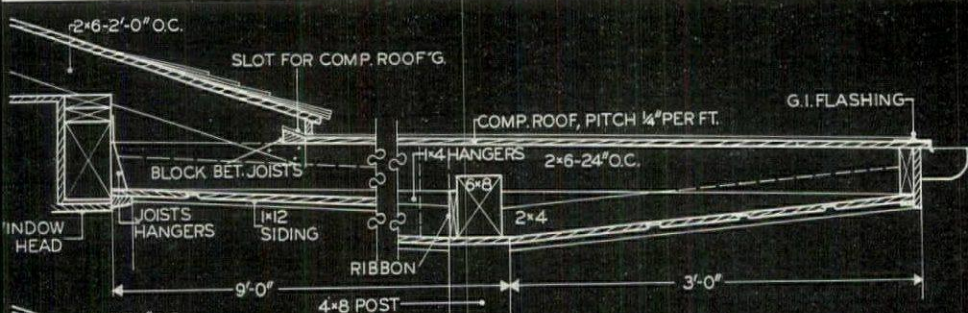 2×6-2'-0" O.C.
SLOT FOR COMP. ROOF'G.
G.I. FLASHING
COMP. ROOF, PITCH ¼" PER FT.
1×4 HANGERS
2×6-24" O.C.
BLOCK BET. JOISTS
6×8
2×4
JOISTS
HANGERS
1×12
SIDING
INDOW
HEAD
RIBBON
9'-0"
3'-0"
4×8 POST